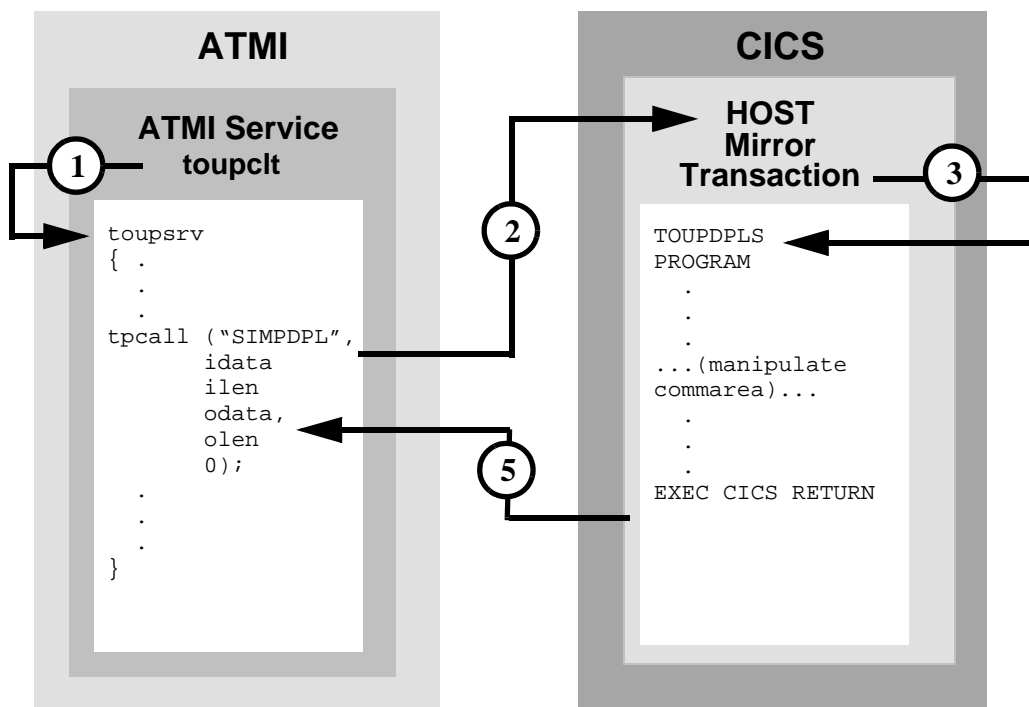 ATMI
ATMI Service
toupclt
1
toupsrv
{ .
.
.
tpcall (“SIMPDPL”,
idata
ilen
odata,
olen
0);
.
.
.
}
2
5
CICS
HOST
Mirror
Transaction
3
TOUPDPLS
PROGRAM
.
.
.
...(manipulate
commarea)...
.
.
.
EXEC CICS RETURN